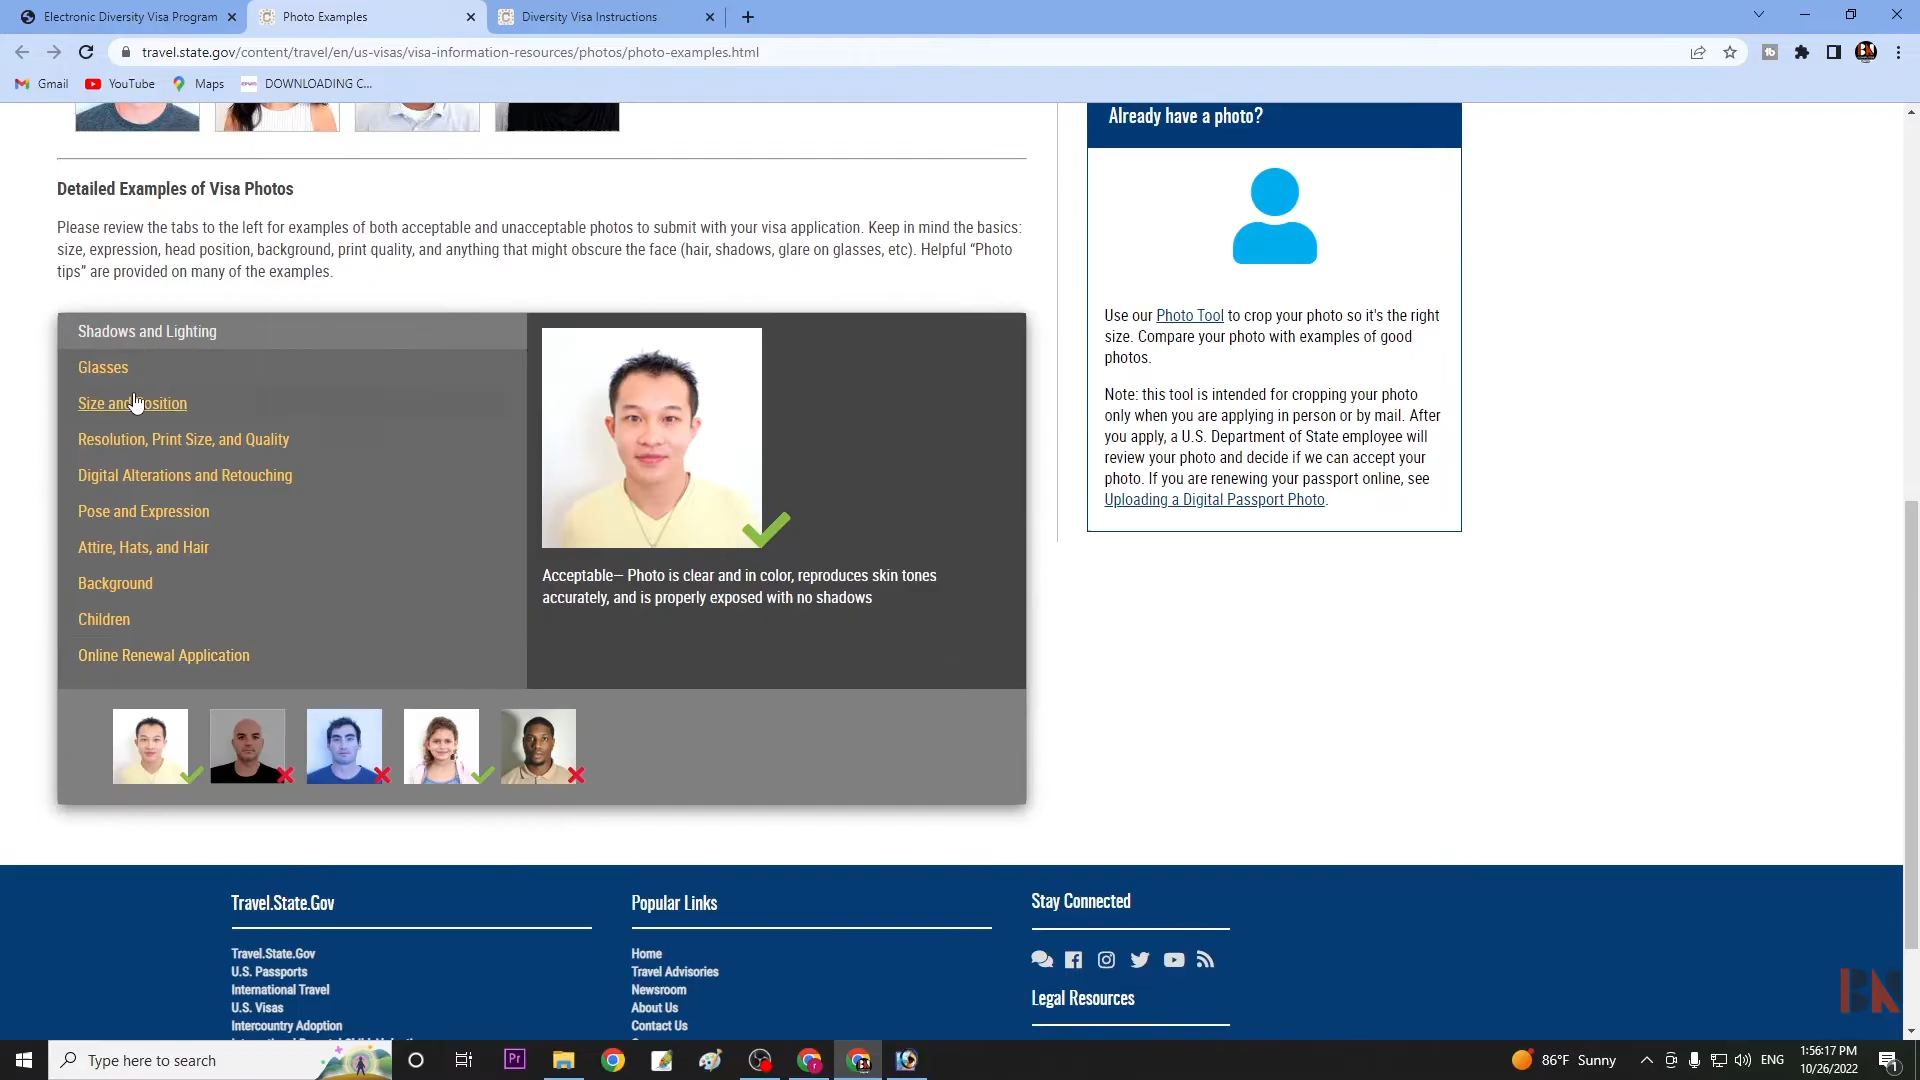 Electronic Diversity Visa Program
Photo Examples
Diversity Visa Instructions
travel.state.gov/content/travel/en/us-visas/visa-information-resources/photos/photo-examples.html
Gmail
YouTube
Maps
DOWNLOADING C...
Already have a photo?
Detailed Examples of Visa Photos
Please review the tabs to the left for examples of both acceptable and unacceptable photos to submit with your visa application. Keep in mind the basics:
size, expression, head position, background, print quality, and anything that might obscure the face (hair, shadows, glare on glasses, etc). Helpful “Photo
tips” are provided on many of the examples.
Shadows and Lighting
Glasses
Size and Position
Resolution, Print Size, and Quality
Digital Alterations and Retouching
Pose and Expression
Attire, Hats, and Hair
Background
Children
Online Renewal Application
Acceptable— Photo is clear and in color, reproduces skin tones
accurately, and is properly exposed with no shadows
Use our Photo Tool to crop your photo so it's the right
size. Compare your photo with examples of good
photos.
Note: this tool is intended for cropping your photo
only when you are applying in person or by mail. After
you apply, a U.S. Department of State employee will
review your photo and decide if we can accept your
photo. If you are renewing your passport online, see
Uploading a Digital Passport Photo.
Travel.State.Gov
Travel.State.Gov
U.S. Passports
International Travel
U.S. Visas
Intercountry Adoption
Popular Links
Home
Travel Advisories
Newsroom
About Us
Contact Us
Stay Connected
Legal Resources
BN
Type here to search
Pr
86°F Sunny
ENG
1:56:17 PM
10/26/2022
1